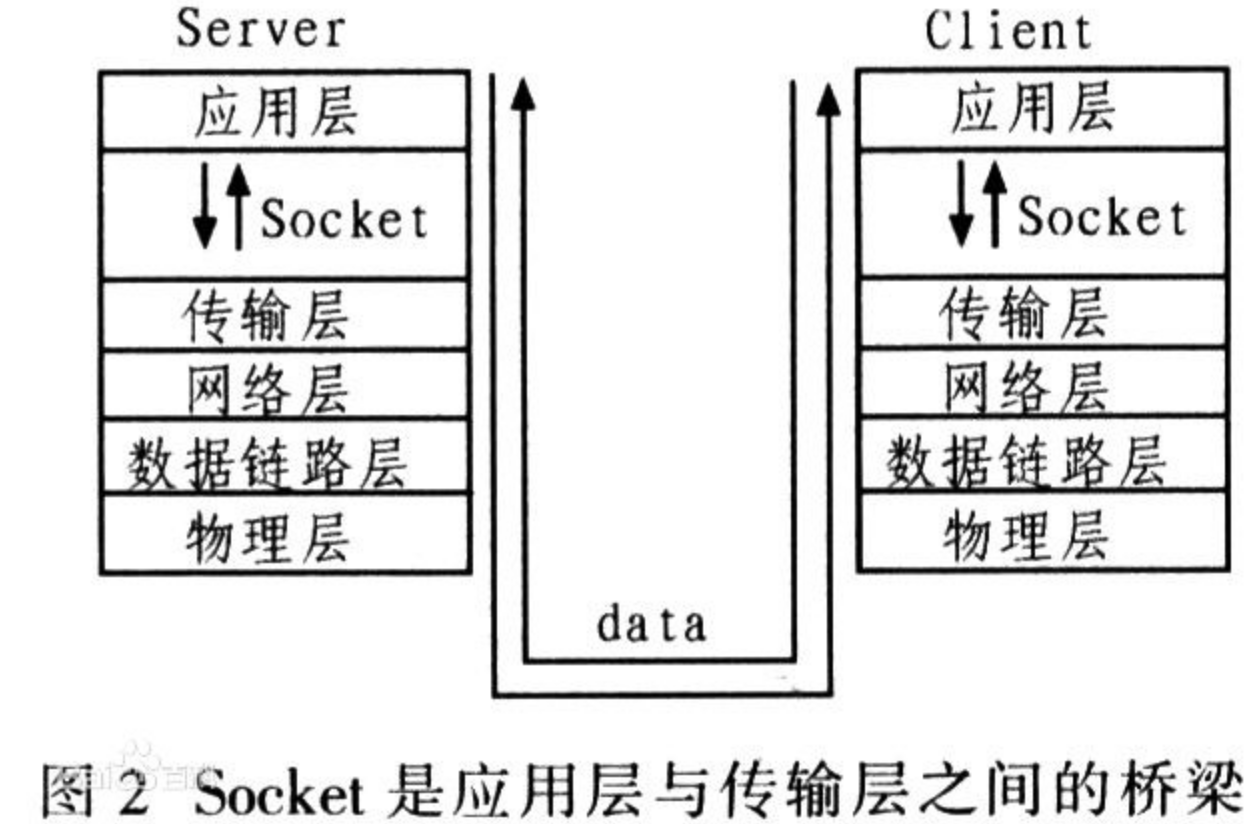 Server
应用层
Socket
传输层
网络层
数据链路层
物理层
Client
应用层
Socket
传输层
网络层
数据链路层
物理层
data
图 2 Socket 是应用层与传输层之间的桥梁